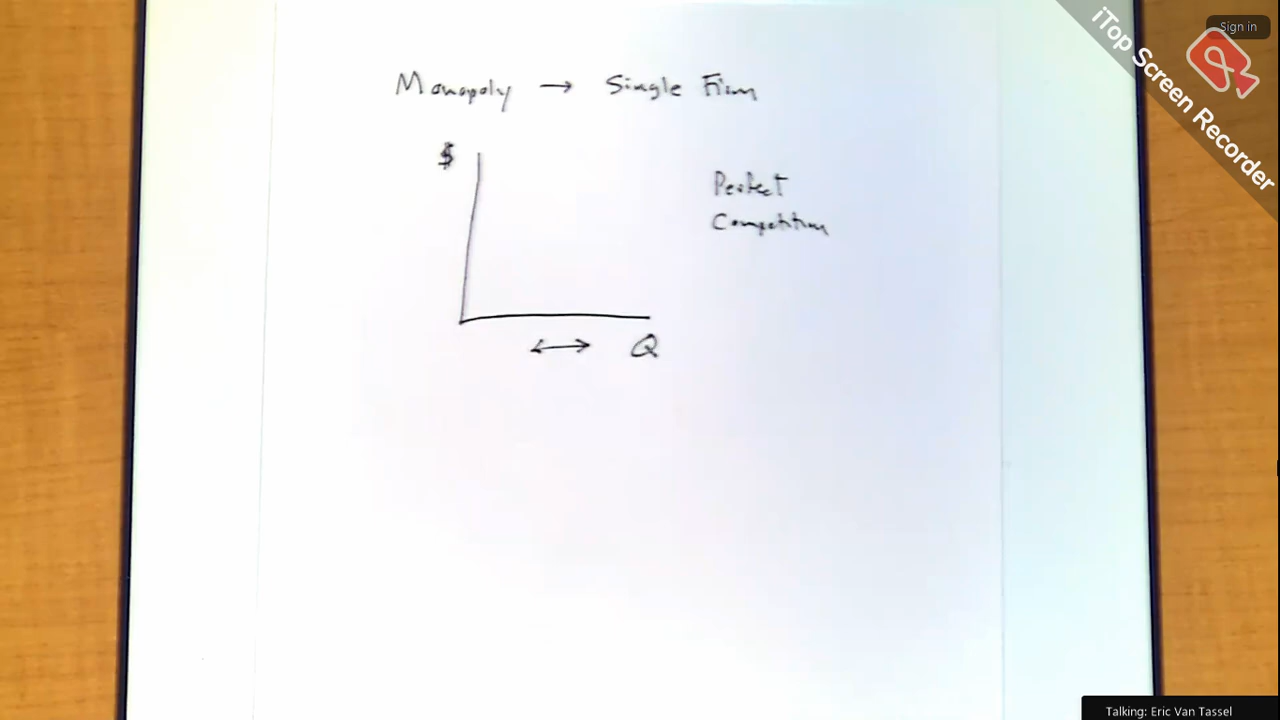 Monopoly → Single Firm
$
Perfect
Competition
↔ Q
iTop Screen Recorder
Sign in
Talking: Eric Van Tassel